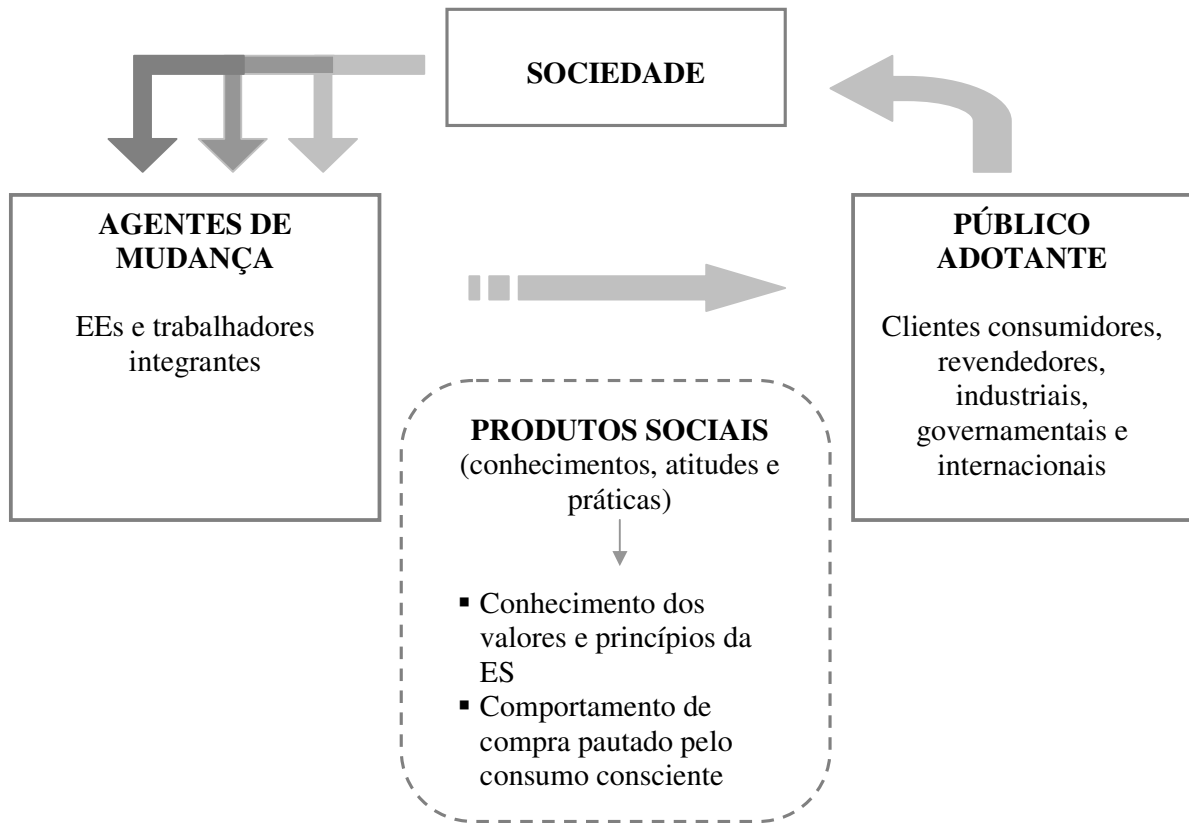 SOCIEDADE
AGENTES DE
MUDANÇA
EEs e trabalhadores
integrantes
PÚBLICO
ADOTANTE
Clientes consumidores,
revendedores,
industriais,
governamentais e
internacionais
PRODUTOS SOCIAIS
(conhecimentos, atitudes e
práticas)
▪ Conhecimento dos
valores e princípios da
ES
▪ Comportamento de
compra pautado pelo
consumo consciente